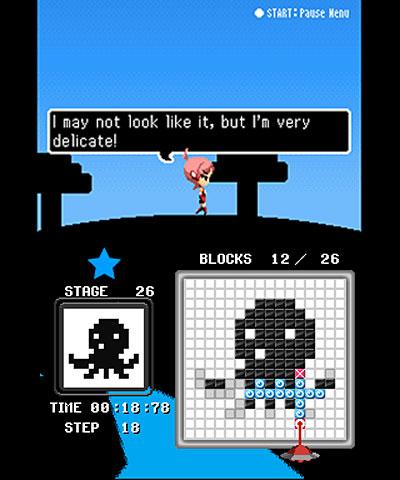 START:Pause Menu
I may not look like it, but I'm very
delicate!
BLOCKS 12 / 26
STAGE 26
TIME 00:18:78
STEP 18